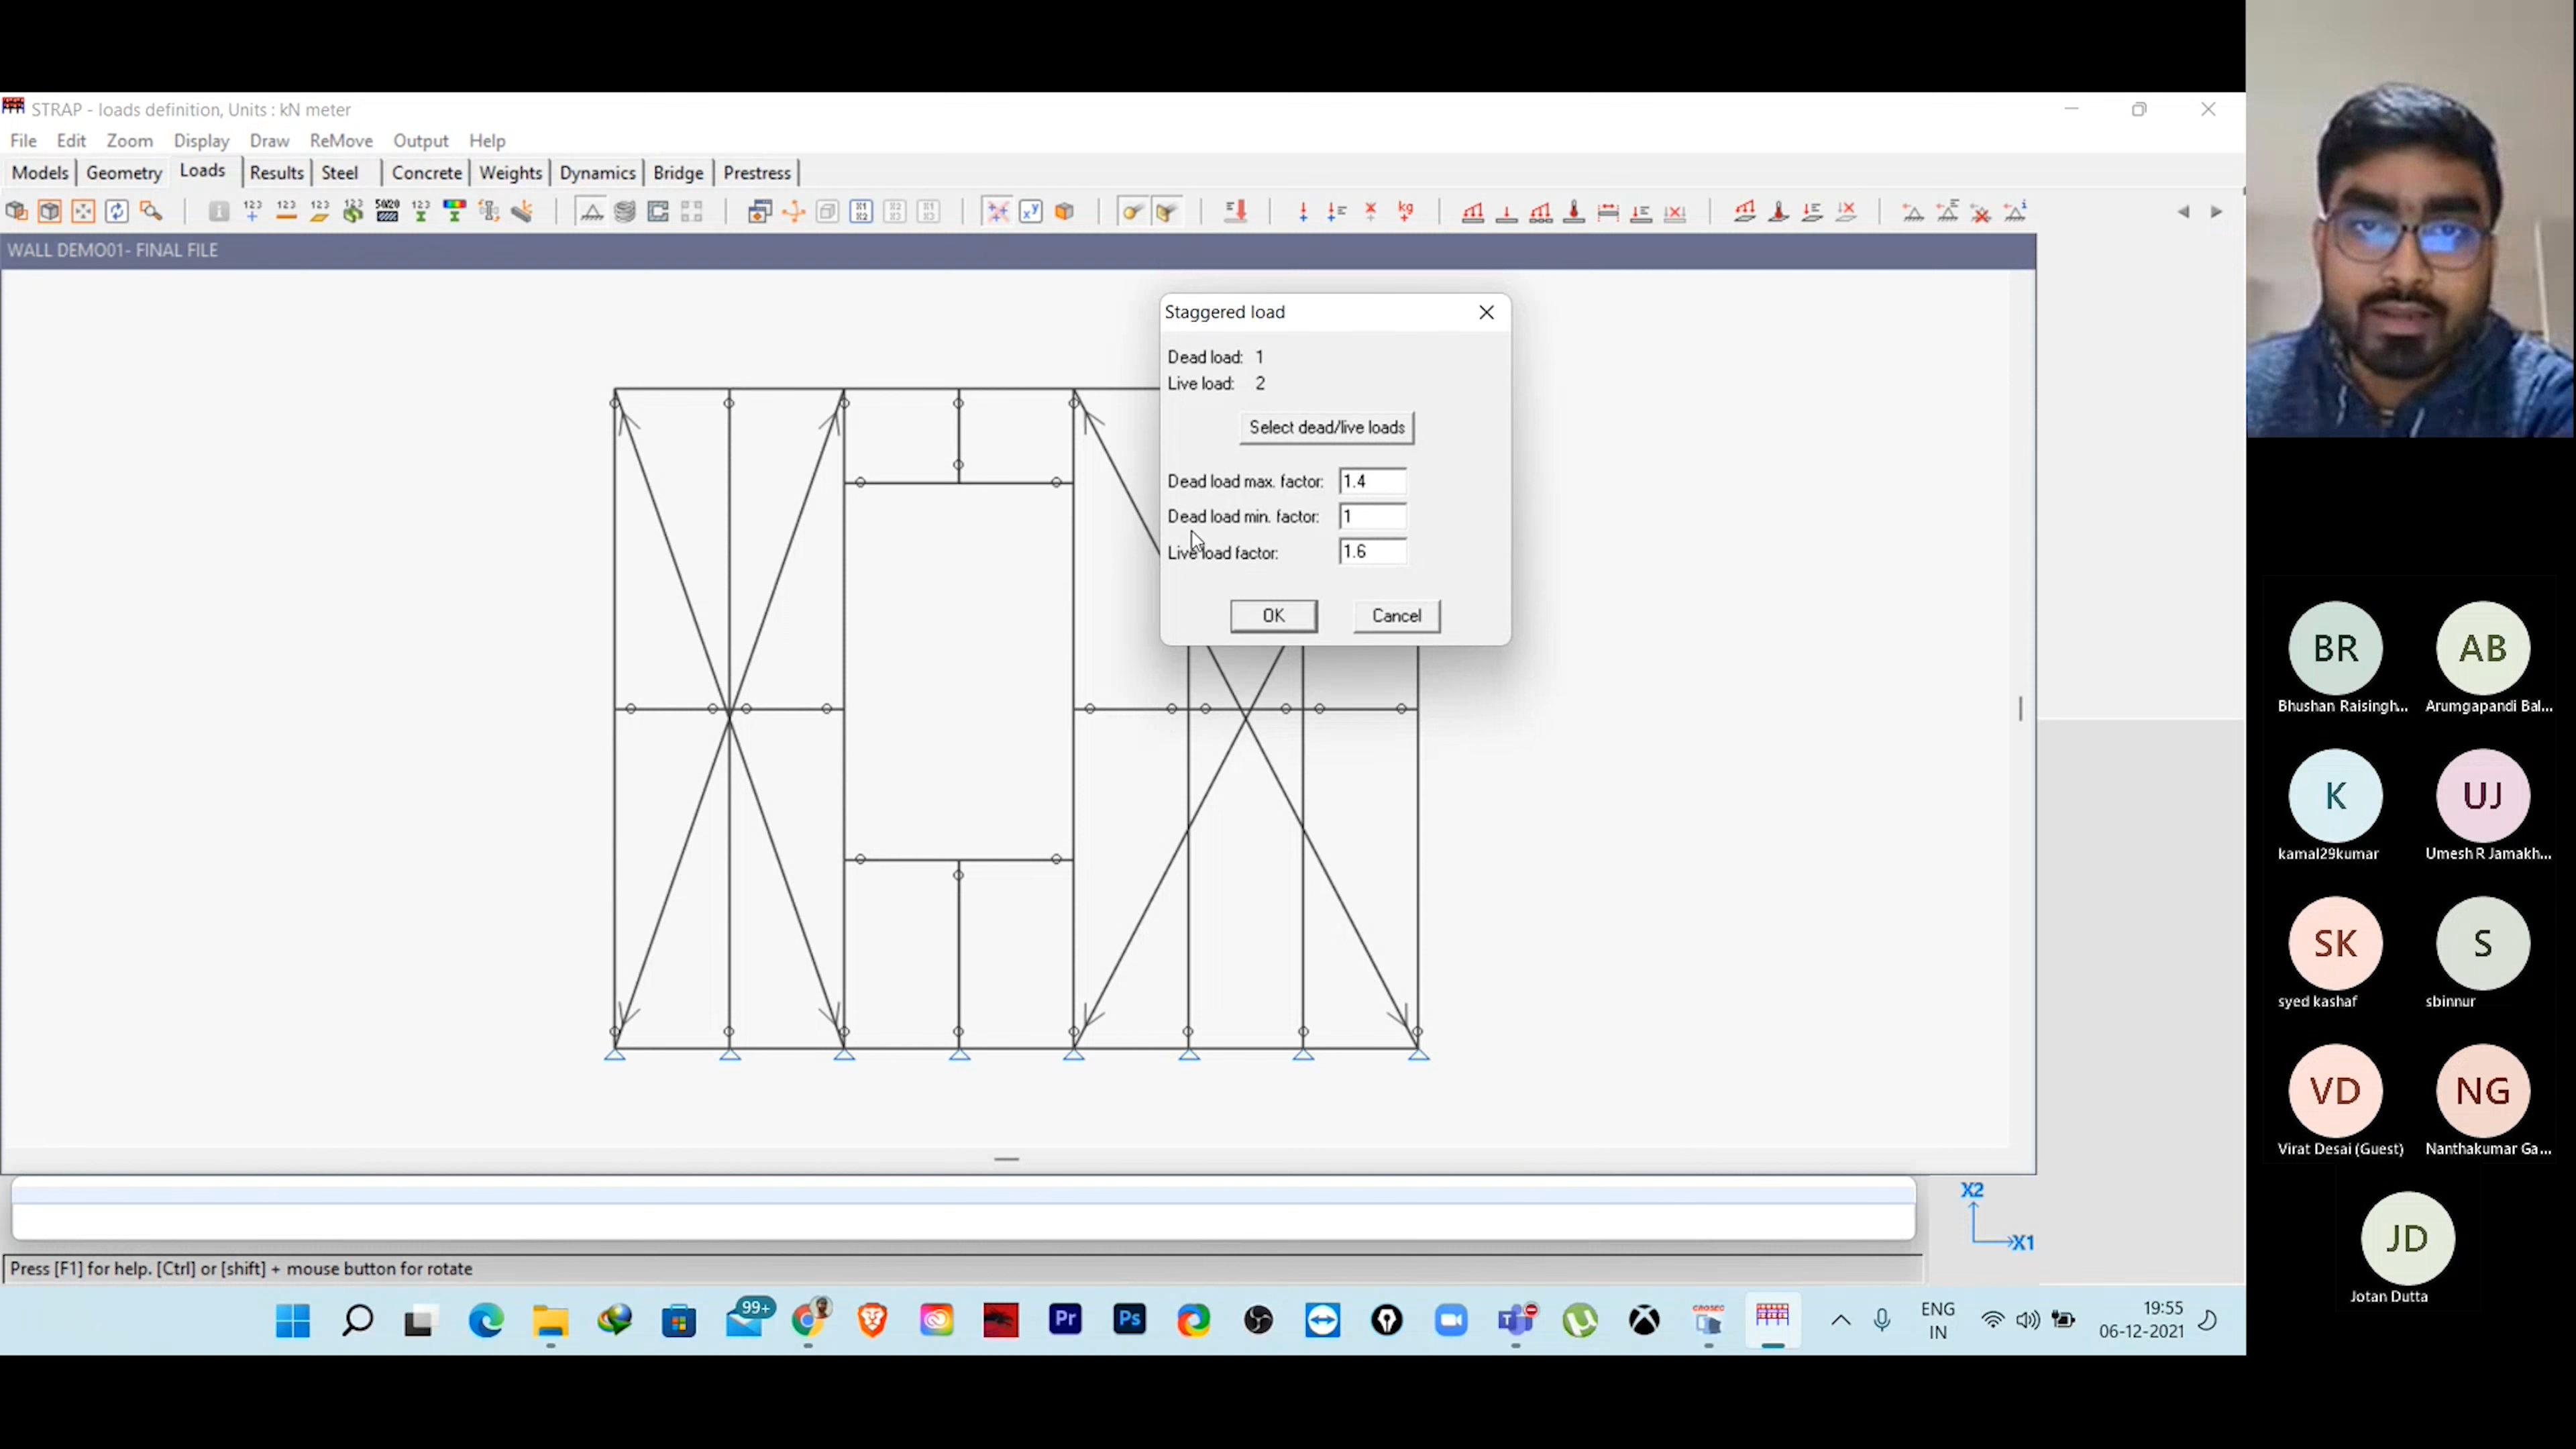 STRAP - loads definition, Units : kN meter
File Edit Zoom Display Draw ReMove Output Help
Models Geometry Loads Results Steel Concrete Weights Dynamics Bridge Prestress
WALL DEMO01- FINAL FILE
Staggered load
Dead load: 1
Live load: 2
Select dead/live loads
Dead load max. factor: 1.4
Dead load min. factor: 1
Live load factor: 1.6
OK Cancel
BR AB
Bhushan Raisingh... Arumgapandi Bal...
K UJ
kamal29kumar Umesh R Jamakh...
SK S
syed kashaf sbinnur
VD NG
Virat Desai (Guest) Nanthakumar Ga...
JD
Jotan Dutta
X2
X1
Press [F1] for help. [Ctrl] or [shift] + mouse button for rotate
99+
Pr
Ps
CROSEC
ENG
IN
19:55
06-12-2021